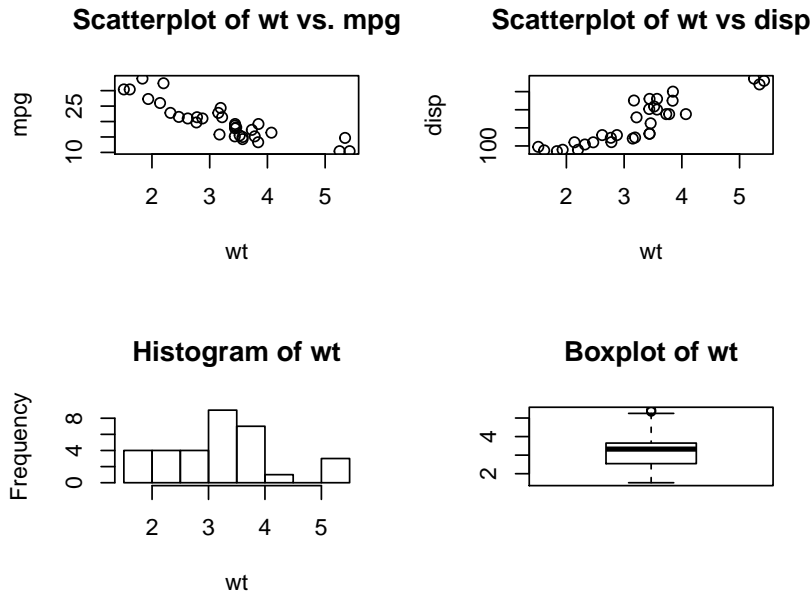 Scatterplot of wt vs. mpg
mpg
25
10
2 3 4 5
wt
Scatterplot of wt vs disp
disp
100
2 3 4 5
wt
Histogram of wt
Frequency
8
4
0
2 3 4 5
wt
Boxplot of wt
4
2